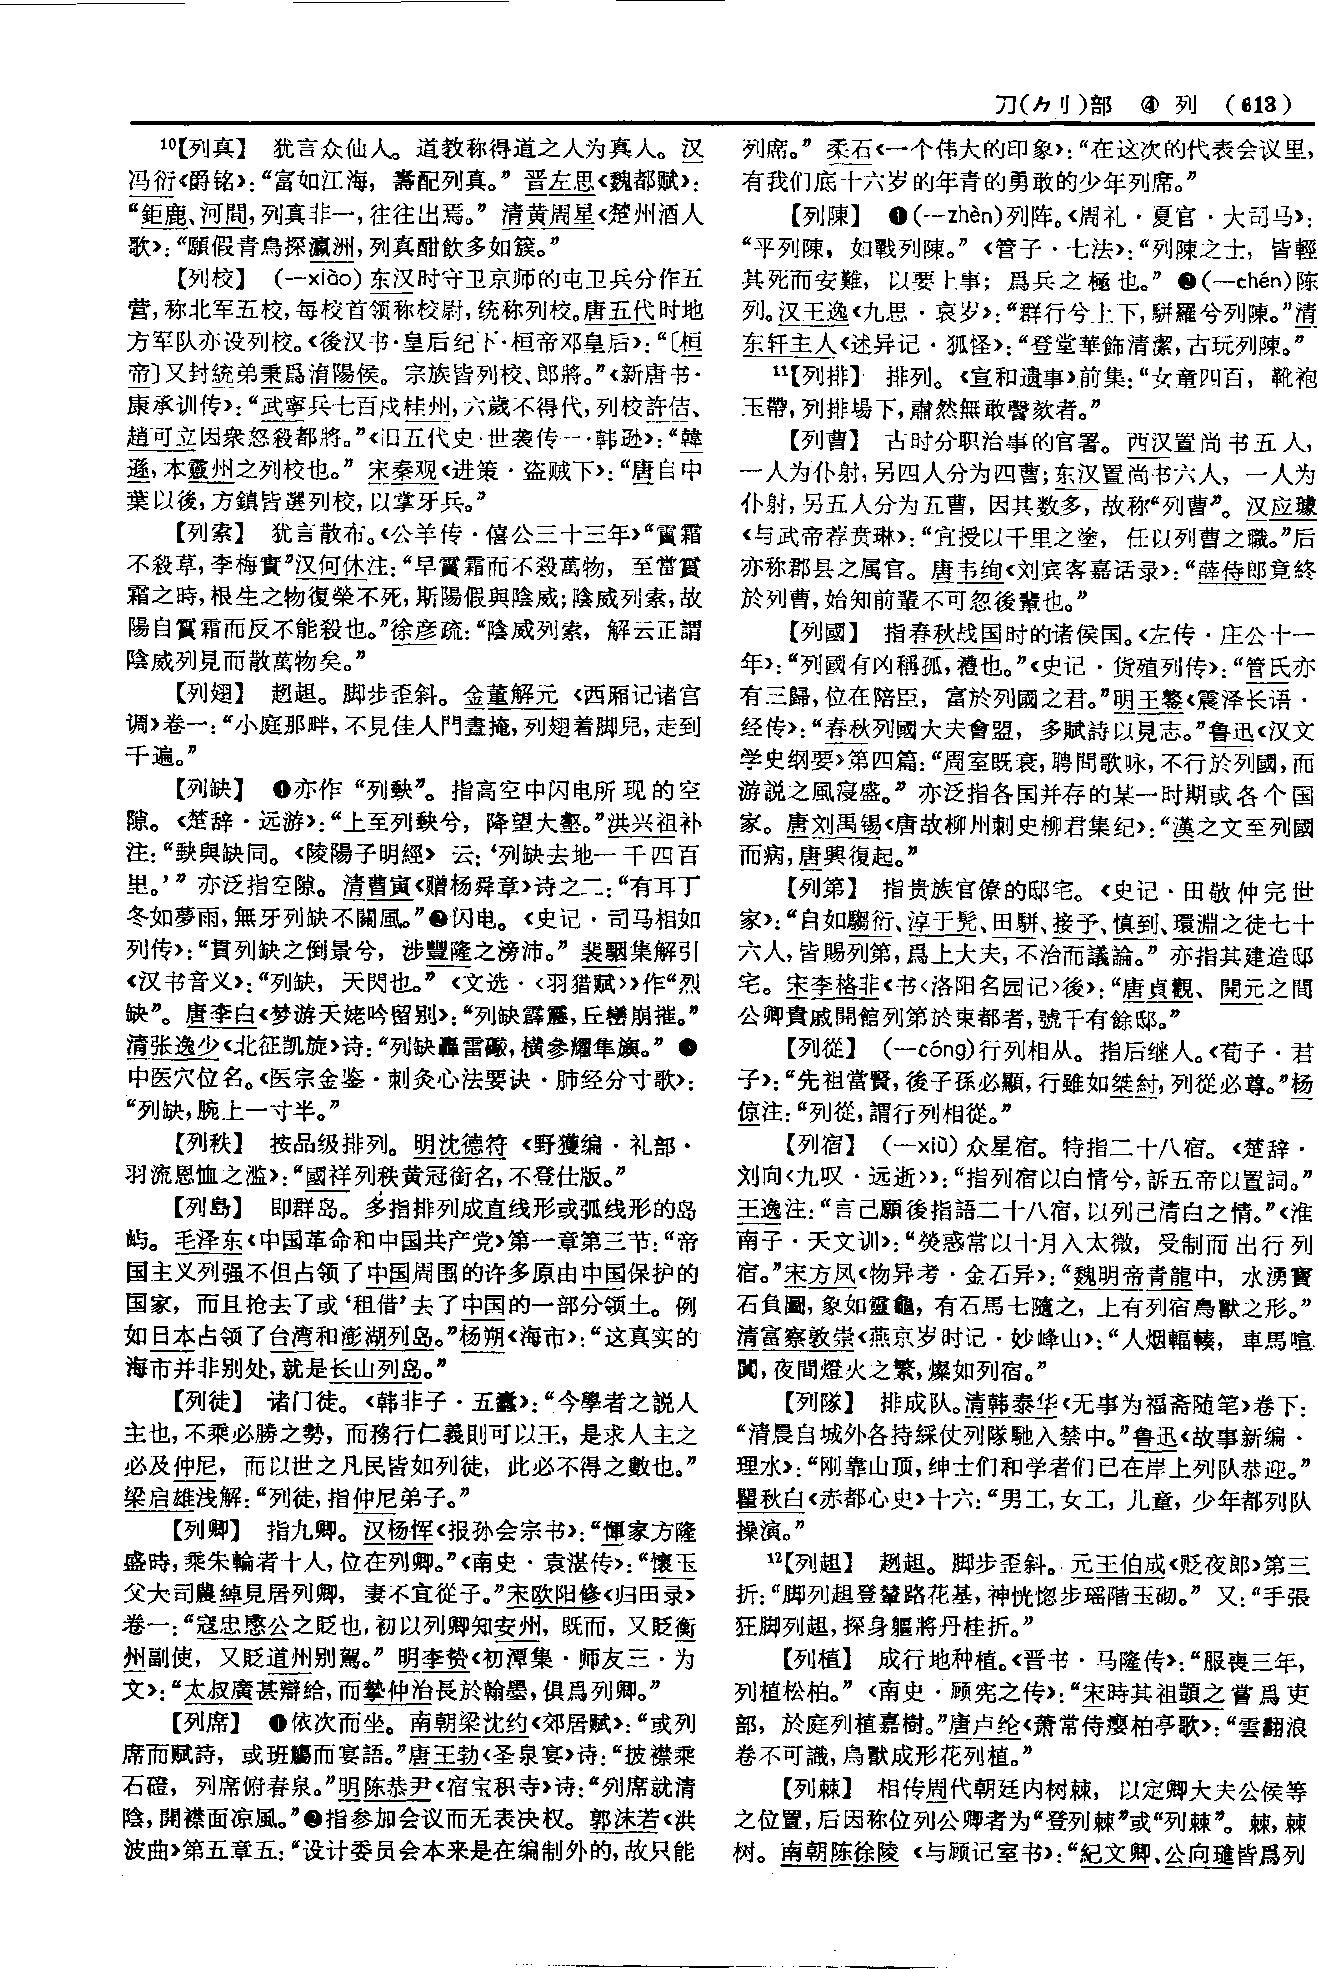 刀(⺈刂)部 ④ 列 (613)
10【列真】 犹言众仙人。道教称得道之人为真人。汉
冯衍《爵铭》：“富如江海，壽配列真。”晋左思《魏都赋》：
“鉅鹿、河間，列真非一，往往出焉。”清黄周星《楚州酒人
歌》：“願假青鳥探瀛洲，列真酣飲多如簇。”
【列校】 (—xiào)东汉时守卫京师的屯卫兵分作五
营，称北军五校，每校首领称校尉，统称列校。唐五代时地
方军队亦设列校。《後汉书·皇后纪下·桓帝邓皇后》：“〔桓
帝〕又封統弟秉爲淯陽侯。宗族皆列校、郎將。”《新唐书·
康承训传》：“武寧兵七百戍桂州，六歲不得代，列校許佶、
趙可立因衆怒殺都將。”《旧五代史·世袭传一·韩逊》：“韓
遜，本靈州之列校也。”宋秦观《进策·盗贼下》：“唐自中
葉以後，方鎮皆選列校，以掌牙兵。”
【列索】 犹言散布。《公羊传·僖公三十三年》“霣霜
不殺草，李梅實”汉何休注：“早霣霜而不殺萬物，至當霣
霜之時，根生之物復榮不死，斯陽假與陰威；陰威列索，故
陽自霣霜而反不能殺也。”徐彦疏：“陰威列索，解云正謂
陰威列見而散萬物矣。”
【列翅】 趔趄。脚步歪斜。金董解元《西厢记诸宫
调》卷一：“小庭那畔，不見佳人門晝掩，列翅着脚兒，走到
千遍。”
【列缺】 ❶亦作“列缼”。指高空中闪电所现的空
隙。《楚辞·远游》：“上至列缼兮，降望大壑。”洪兴祖补
注：“缼與缺同。《陵陽子明經》云：‘列缺去地一千四百
里。’”亦泛指空隙。清曹寅《赠杨舜章》诗之二：“有耳丁
冬如夢雨，無牙列缺不關風。”❷闪电。《史记·司马相如
列传》：“貫列缺之倒景兮，涉豐隆之滂沛。”裴駰集解引
《汉书音义》：“列缺，天閃也。”《文选·〈羽猎赋〉》作“烈
缺”。唐李白《梦游天姥吟留别》：“列缺霹靂，丘巒崩摧。”
清张逸少《北征凯旋》诗：“列缺轟雷礮，横參耀隼旟。”❸
中医穴位名。《医宗金鉴·刺灸心法要诀·肺经分寸歌》：
“列缺，腕上一寸半。”
【列秩】 按品级排列。明沈德符《野獲编·礼部·
羽流恩恤之滥》：“國祥列秩黄冠銜名，不登仕版。”
【列島】 即群岛。多指排列成直线形或弧线形的岛
屿。毛泽东《中国革命和中国共产党》第一章第三节：“帝
国主义列强不但占领了中国周围的许多原由中国保护的
国家，而且抢去了或‘租借’去了中国的一部分领土。例
如日本占领了台湾和澎湖列岛。”杨朔《海市》：“这真实的
海市并非别处，就是长山列岛。”
【列徒】 诸门徒。《韩非子·五蠹》：“今學者之説人
主也，不乘必勝之勢，而務行仁義則可以王，是求人主之
必及仲尼，而以世之凡民皆如列徒，此必不得之數也。”
梁启雄浅解：“列徒，指仲尼弟子。”
【列卿】 指九卿。汉杨恽《报孙会宗书》：“惲家方隆
盛時，乘朱輪者十人，位在列卿。”《南史·袁湛传》：“懷玉
父大司農綽見居列卿，妻不宜從子。”宋欧阳修《归田录》
卷一：“寇忠愍公之貶也，初以列卿知安州，既而，又貶衡
州副使，又貶道州别駕。”明李贽《初潭集·师友三·为
文》：“太叔廣甚辯給，而摯仲治長於翰墨，俱爲列卿。”
【列席】 ❶依次而坐。南朝梁沈约《郊居赋》：“或列
席而賦詩，或班觴而宴語。”唐王勃《圣泉宴》诗：“披襟乘
石磴，列席俯春泉。”明陈恭尹《宿宝积寺》诗：“列席就清
陰，開襟面凉風。”❷指参加会议而无表决权。郭沫若《洪
波曲》第五章五：“设计委员会本来是在编制外的，故只能
列席。”柔石《一个伟大的印象》：“在这次的代表会议里，
有我们底十六岁的年青的勇敢的少年列席。”
【列陳】 ❶(—zhèn)列阵。《周礼·夏官·大司马》：
“平列陳，如戰列陳。”《管子·七法》：“列陳之士，皆輕
其死而安難，以要上事；爲兵之極也。”❷(—chén)陈
列。汉王逸《九思·哀岁》：“群行兮上下，駢羅兮列陳。”清
东轩主人《述异记·狐怪》：“登堂華飾清潔，古玩列陳。”
11【列排】 排列。《宣和遗事》前集：“女童四百，靴袍
玉帶，列排場下，肅然無敢謦欬者。”
【列曹】 古时分职治事的官署。西汉置尚书五人，
一人为仆射，另四人分为四曹；东汉置尚书六人，一人为
仆射，另五人分为五曹，因其数多，故称“列曹”。汉应璩
《与武帝荐贲琳》：“宜授以千里之塗，任以列曹之職。”后
亦称郡县之属官。唐韦绚《刘宾客嘉话录》：“薛侍郎竟終
於列曹，始知前輩不可忽後輩也。”
【列國】 指春秋战国时的诸侯国。《左传·庄公十一
年》：“列國有凶稱孤，禮也。”《史记·货殖列传》：“管氏亦
有三歸，位在陪臣，富於列國之君。”明王鏊《震泽长语·
经传》：“春秋列國大夫會盟，多賦詩以見志。”鲁迅《汉文
学史纲要》第四篇：“周室既衰，聘問歌咏，不行於列國，而
游説之風寖盛。”亦泛指各国并存的某一时期或各个国
家。唐刘禹锡《唐故柳州刺史柳君集纪》：“漢之文至列國
而病，唐興復起。”
【列第】 指贵族官僚的邸宅。《史记·田敬仲完世
家》：“自如騶衍、淳于髡、田駢、接予、慎到、環淵之徒七十
六人，皆賜列第，爲上大夫，不治而議論。”亦指其建造邸
宅。宋李格非《书〈洛阳名园记〉後》：“唐貞觀、開元之間
公卿貴戚開館列第於東都者，號千有餘邸。”
【列從】 (—cóng)行列相从。指后继人。《荀子·君
子》：“先祖當賢，後子孫必顯，行雖如桀紂，列從必尊。”杨
倞注：“列從，謂行列相從。”
【列宿】 (—xiù)众星宿。特指二十八宿。《楚辞·
刘向〈九叹·远逝〉》：“指列宿以白情兮，訴五帝以置詞。”
王逸注：“言己願後指語二十八宿，以列己清白之情。”《淮
南子·天文训》：“熒惑常以十月入太微，受制而出行列
宿。”宋方凤《物异考·金石异》：“魏明帝青龍中，水湧寶
石負圖，象如靈龜，有石馬七隨之，上有列宿鳥獸之形。”
清富察敦崇《燕京岁时记·妙峰山》：“人烟輻輳，車馬喧
闐，夜間燈火之繁，燦如列宿。”
【列隊】 排成队。清韩泰华《无事为福斋随笔》卷下：
“清晨自城外各持綵仗列隊馳入禁中。”鲁迅《故事新编·
理水》：“刚靠山顶，绅士们和学者们已在岸上列队恭迎。”
瞿秋白《赤都心史》十六：“男工，女工，儿童，少年都列队
操演。”
12【列趄】 趔趄。脚步歪斜。元王伯成《贬夜郎》第三
折：“脚列趄登輦路花基，神恍惚步瑶階玉砌。”又：“手張
狂脚列趄，探身軀將丹桂折。”
【列植】 成行地种植。《晋书·马隆传》：“服喪三年，
列植松柏。”《南史·顾宪之传》：“宋時其祖顗之嘗爲吏
部，於庭列植嘉樹。”唐卢纶《萧常侍瘿柏亭歌》：“雲翻浪
卷不可識，鳥獸成形花列植。”
【列棘】 相传周代朝廷内树棘，以定卿大夫公侯等
之位置，后因称位列公卿者为“登列棘”或“列棘”。棘，棘
树。南朝陈徐陵《与顾记室书》：“紀文卿、公向瓘皆爲列